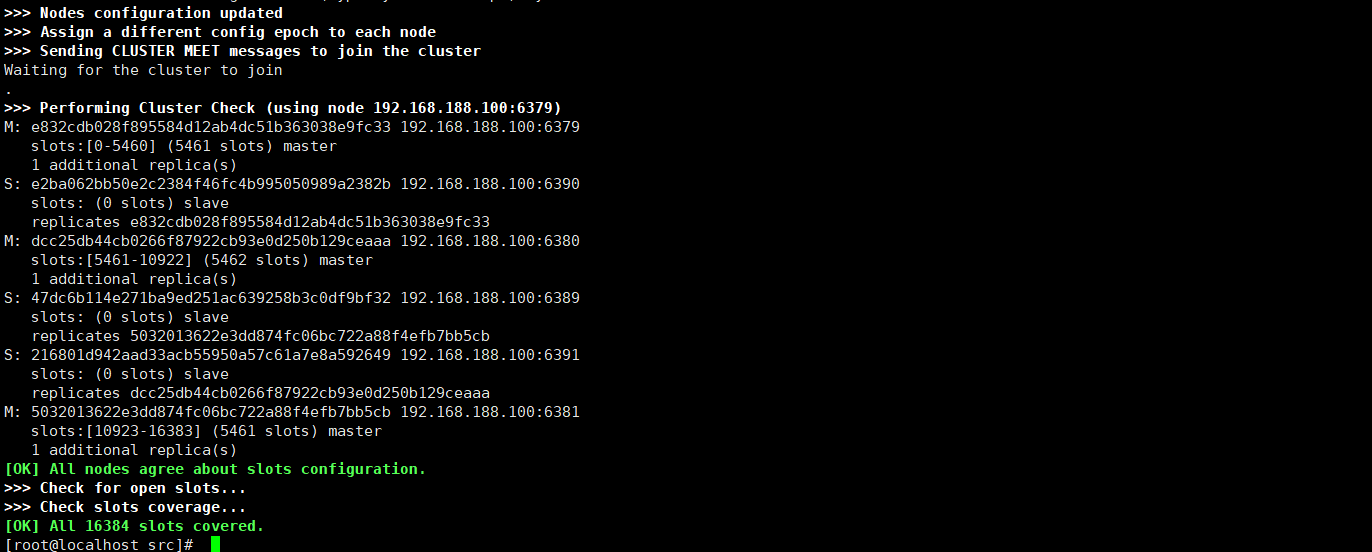 >>> Nodes configuration updated
>>> Assign a different config epoch to each node
>>> Sending CLUSTER MEET messages to join the cluster
Waiting for the cluster to join
.
>>> Performing Cluster Check (using node 192.168.188.100:6379)
M: e832cdb028f895584d12ab4dc51b363038e9fc33 192.168.188.100:6379
   slots:[0-5460] (5461 slots) master
   1 additional replica(s)
S: e2ba062bb50e2c2384f46fc4b995050989a2382b 192.168.188.100:6390
   slots: (0 slots) slave
   replicates e832cdb028f895584d12ab4dc51b363038e9fc33
M: dcc25db44cb0266f87922cb93e0d250b129ceaaa 192.168.188.100:6380
   slots:[5461-10922] (5462 slots) master
   1 additional replica(s)
S: 47dc6b114e271ba9ed251ac639258b3c0df9bf32 192.168.188.100:6389
   slots: (0 slots) slave
   replicates 5032013622e3dd874fc06bc722a88f4efb7bb5cb
S: 216801d942aad33acb55950a57c61a7e8a592649 192.168.188.100:6391
   slots: (0 slots) slave
   replicates dcc25db44cb0266f87922cb93e0d250b129ceaaa
M: 5032013622e3dd874fc06bc722a88f4efb7bb5cb 192.168.188.100:6381
   slots:[10923-16383] (5461 slots) master
   1 additional replica(s)
[OK] All nodes agree about slots configuration.
>>> Check for open slots...
>>> Check slots coverage...
[OK] All 16384 slots covered.
[root@localhost src]#